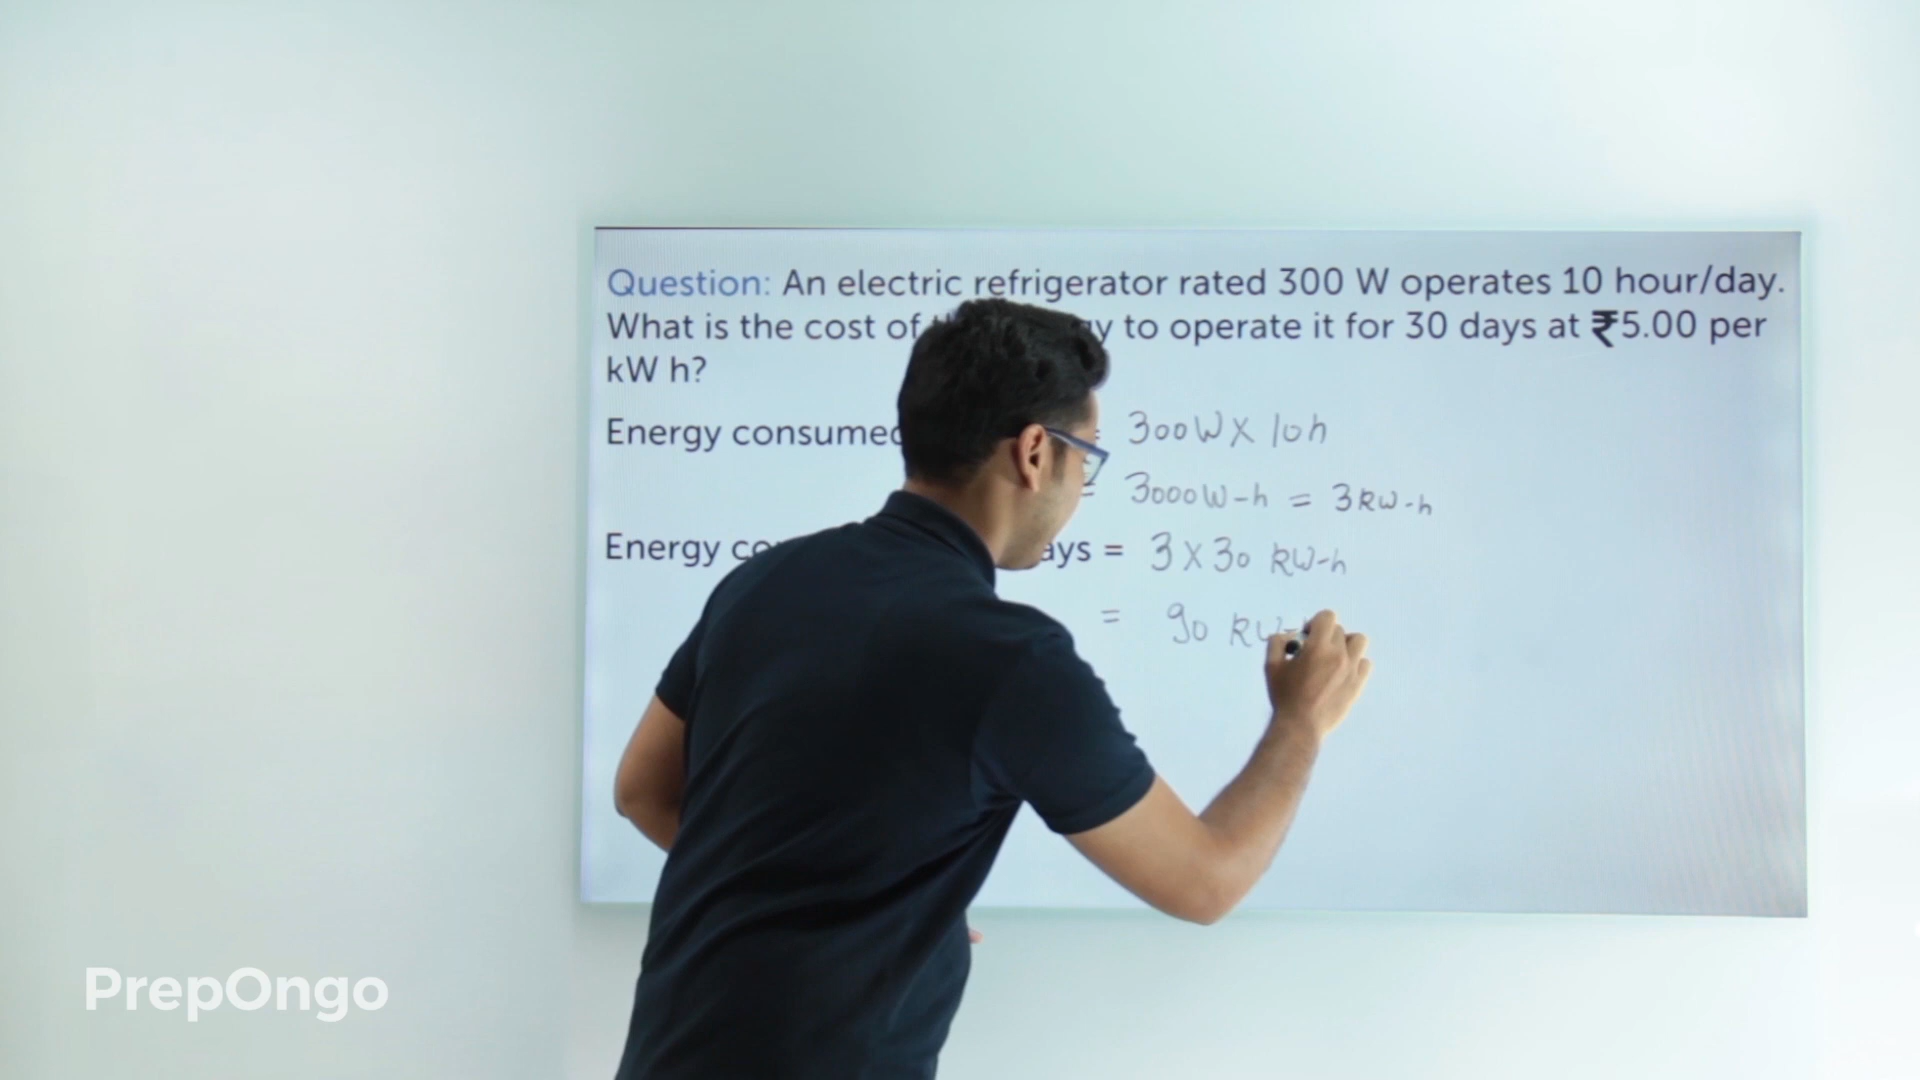 Question: An electric refrigerator rated 300 W operates 10 hour/day.
What is the cost of to operate it for 30 days at ₹5.00 per
kW h?
Energy consumed = 300W X 10h
= 3000W-h = 3kW-h
Energy = 3 X 30 kW-h
= 90
PrepOngo